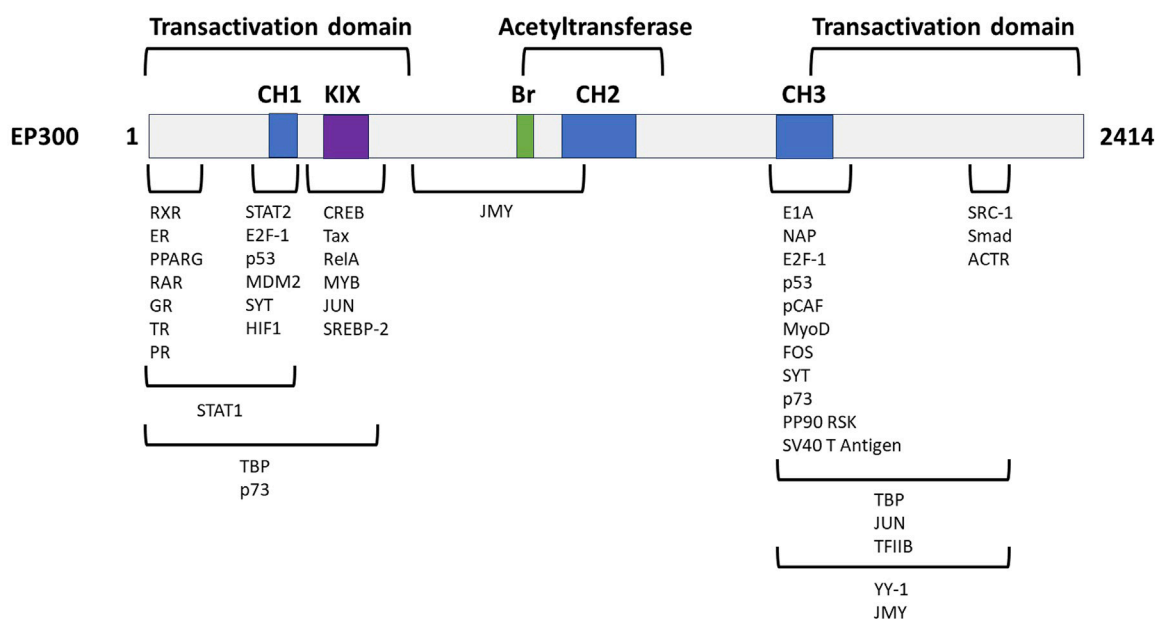 Transactivation domain
Acetyltransferase
Transactivation domain
CH1
KIX
Br
CH2
CH3
EP300
1
2414
RXR
ER
PPARG
RAR
GR
TR
PR
STAT2
E2F-1
p53
MDM2
SYT
HIF1
CREB
Tax
RelA
MYB
JUN
SREBP-2
JMY
E1A
NAP
E2F-1
p53
pCAF
MyoD
FOS
SYT
p73
PP90 RSK
SV40 T Antigen
SRC-1
Smad
ACTR
STAT1
TBP
p73
TBP
JUN
TFIIB
YY-1
JMY